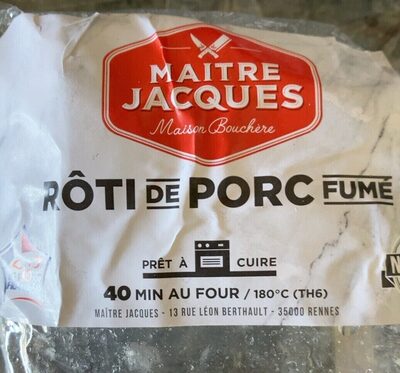 MAITRE
JACQUES
Maison Bouchère
RÔTI DE PORC FUMÉ
PRÊT À CUIRE
40 MIN AU FOUR / 180°C (TH6)
MAÎTRE JACQUES - 13 RUE LÉON BERTHAULT - 35000 RENNES